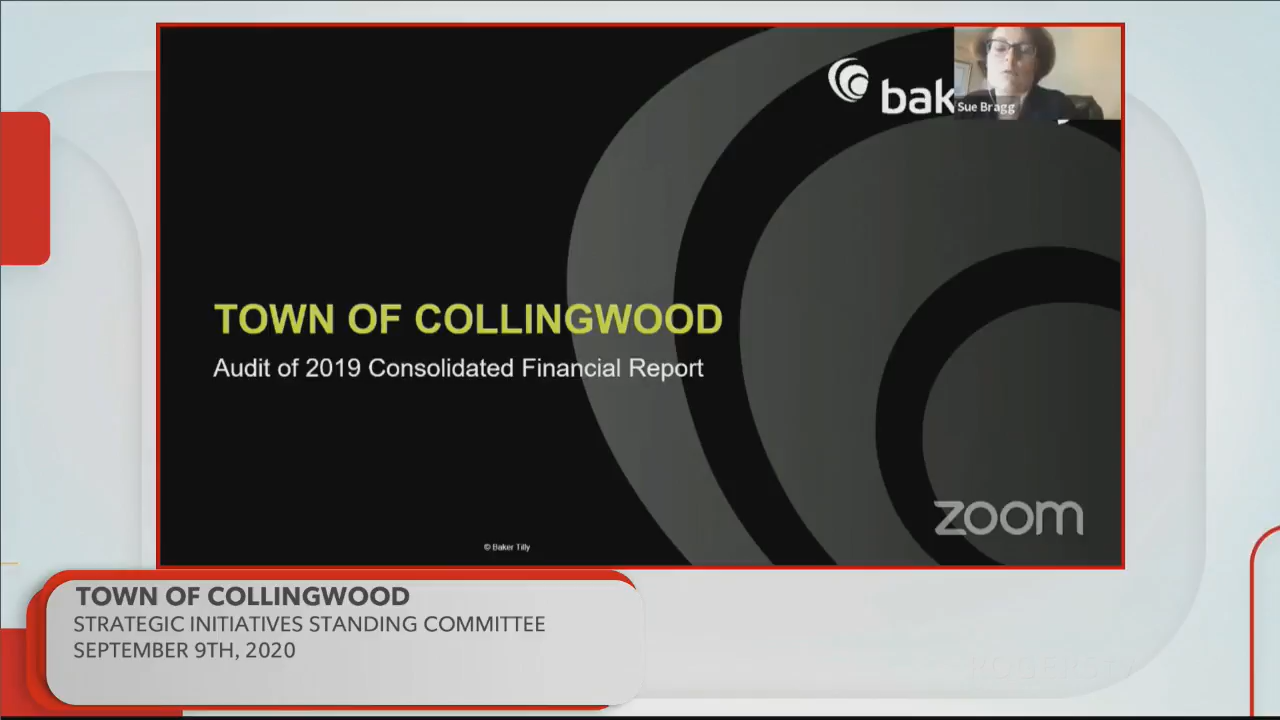 bak
Sue Bragg
TOWN OF COLLINGWOOD
Audit of 2019 Consolidated Financial Report
zoom
© Baker Tilly
TOWN OF COLLINGWOOD
STRATEGIC INITIATIVES STANDING COMMITTEE
SEPTEMBER 9TH, 2020
ROGERStv